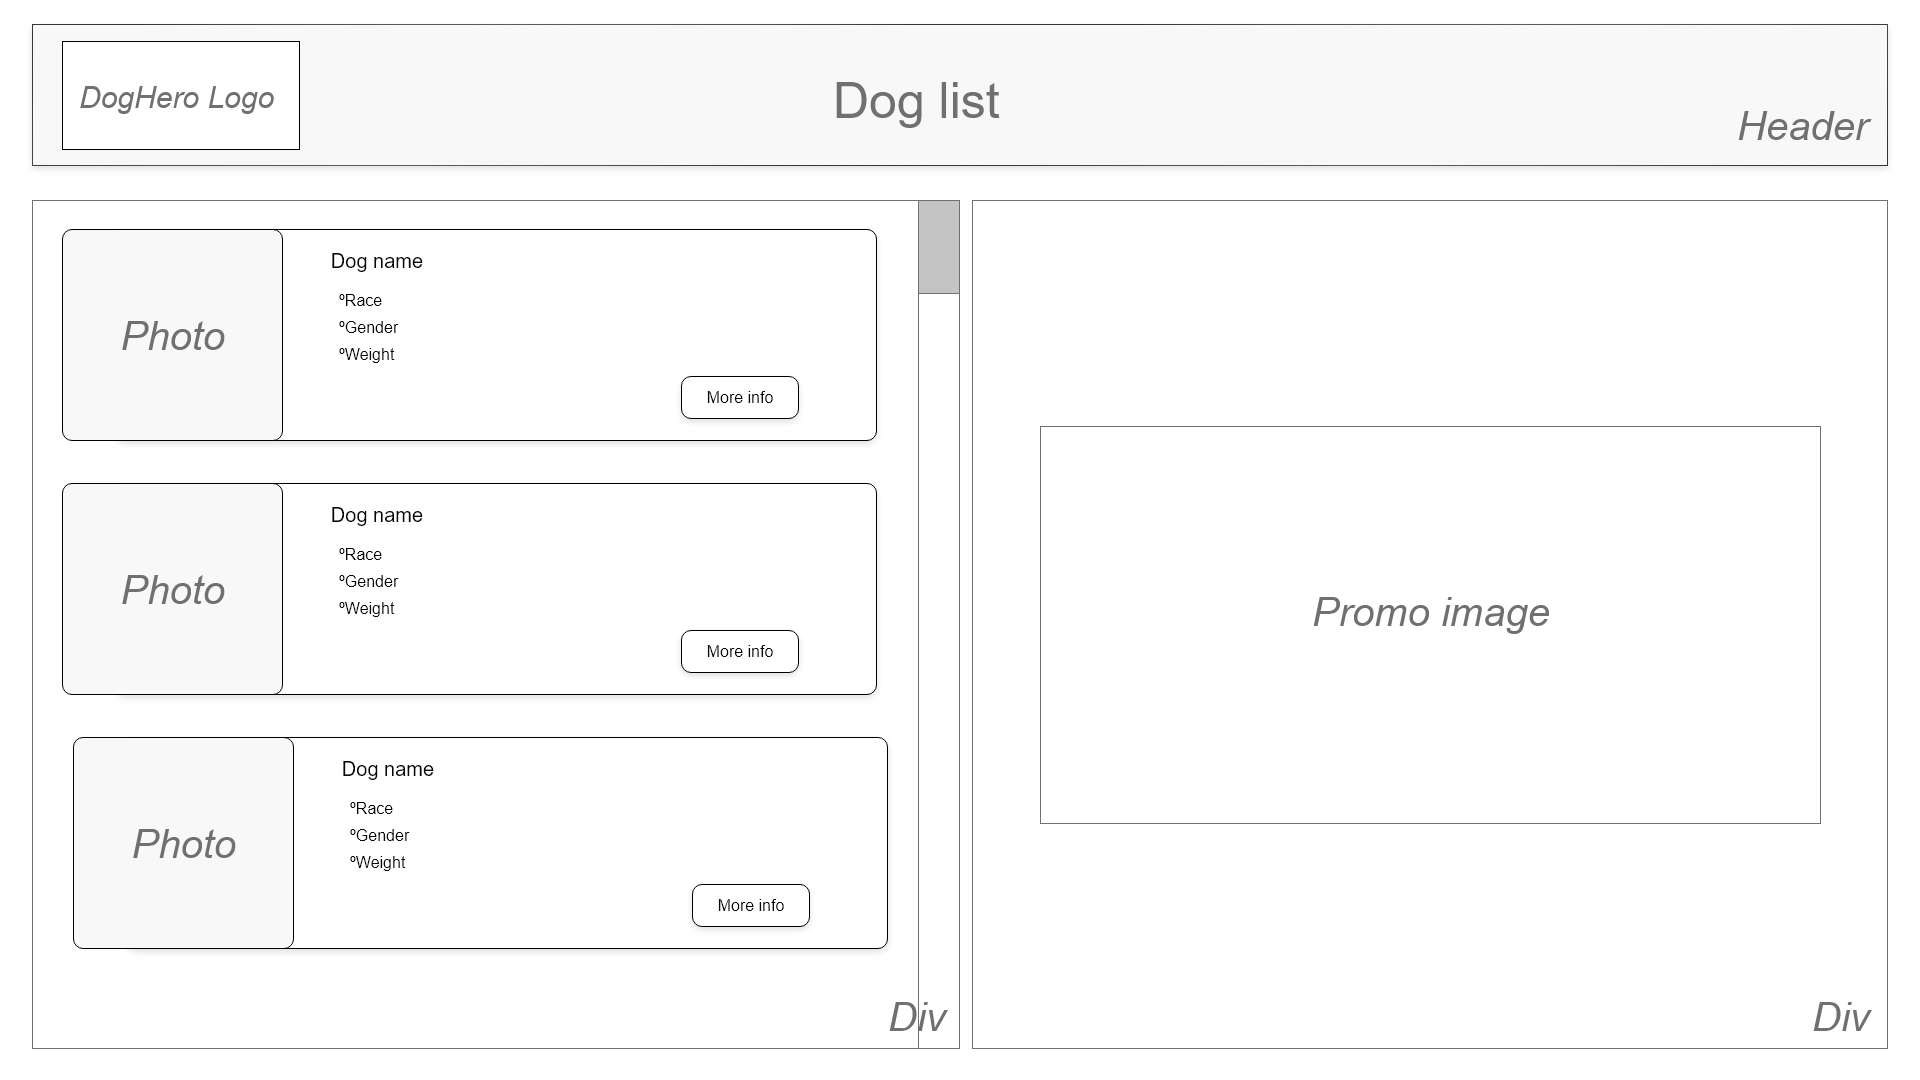 DogHero Logo
Dog list
Header
Photo
Dog name
ºRace
ºGender
ºWeight
More info
Photo
Dog name
ºRace
ºGender
ºWeight
More info
Photo
Dog name
ºRace
ºGender
ºWeight
More info
Div
Promo image
Div